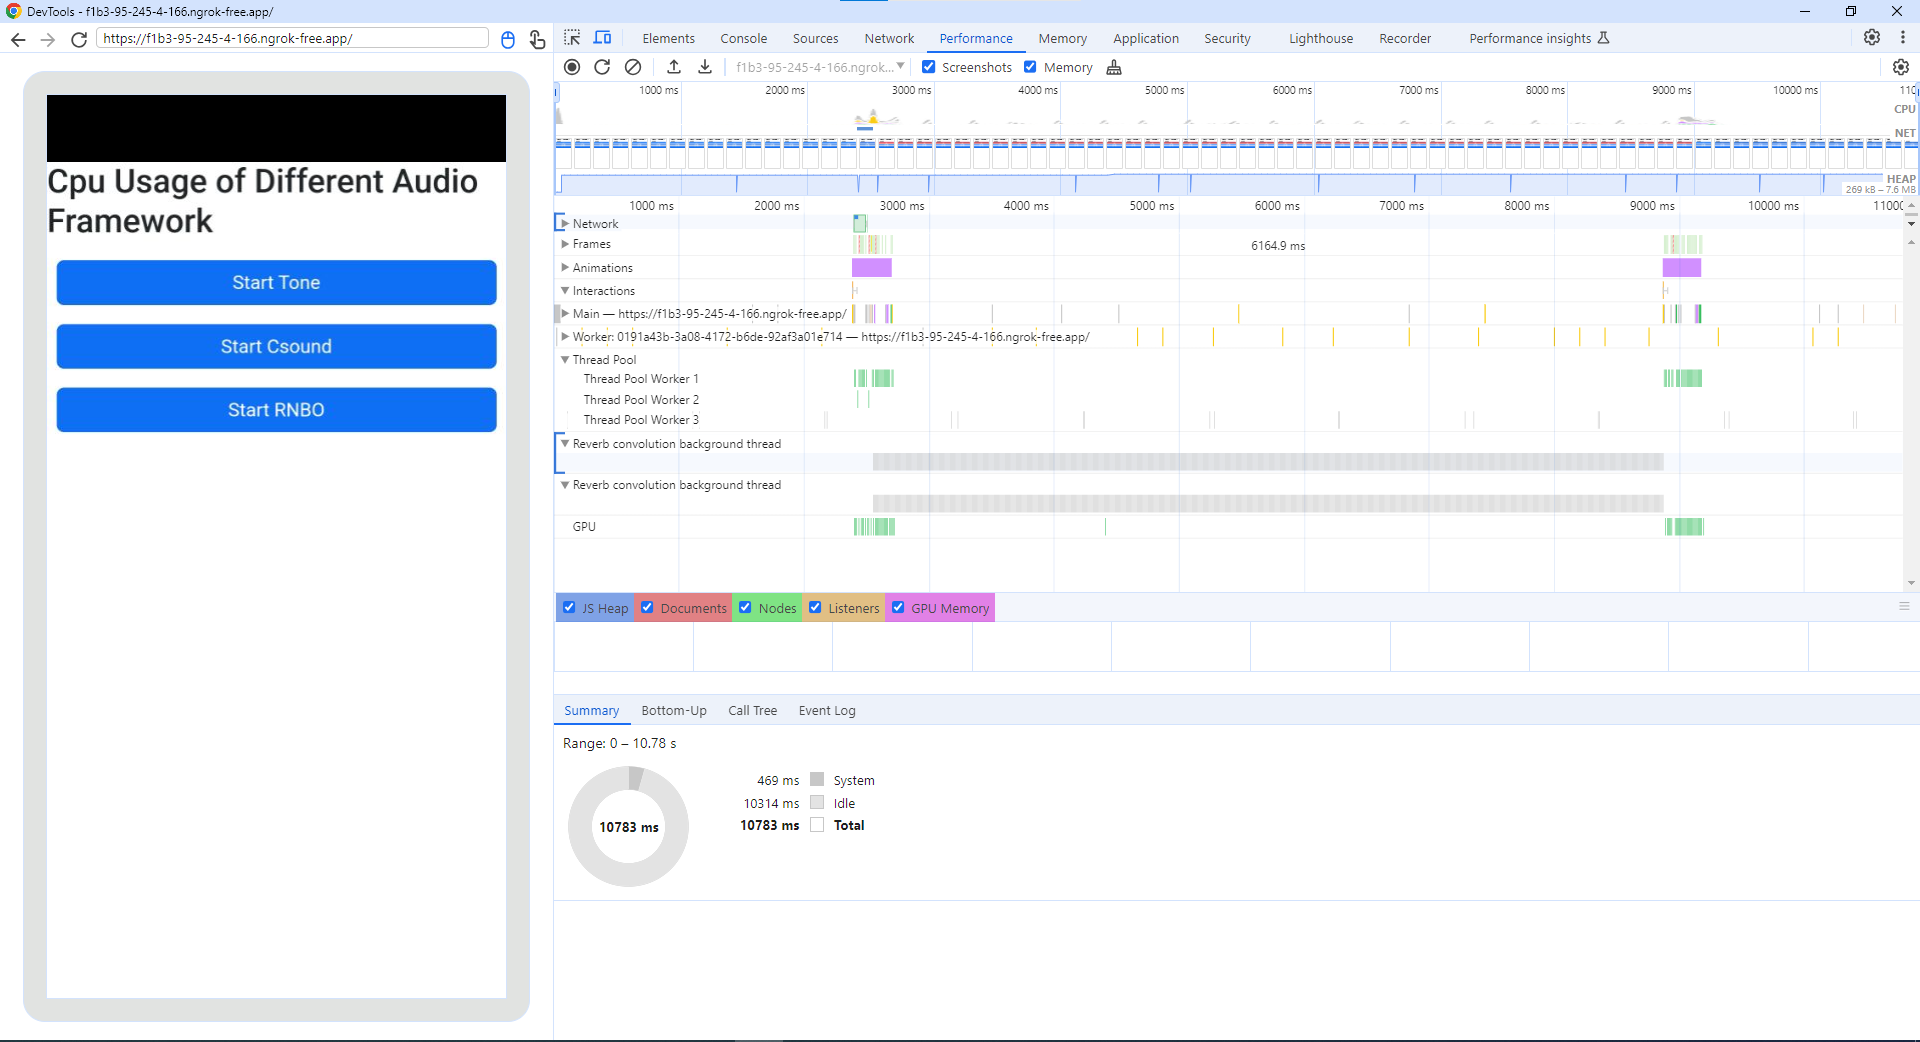 DevTools - f1b3-95-245-4-166.ngrok-free.app/
https://f1b3-95-245-4-166.ngrok-free.app/
Elements Console Sources Network Performance Memory Application Security Lighthouse Recorder Performance insights
f1b3-95-245-4-166.ngrok... Screenshots Memory
1000 ms 2000 ms 3000 ms 4000 ms 5000 ms 6000 ms 7000 ms 8000 ms 9000 ms 10000 ms 110
CPU
NET
HEAP
269 kB – 7.6 MB
1000 ms 2000 ms 3000 ms 4000 ms 5000 ms 6000 ms 7000 ms 8000 ms 9000 ms 10000 ms 11000
Network
Frames
6164.9 ms
Animations
Interactions
Main — https://f1b3-95-245-4-166.ngrok-free.app/
Worker: 0191a43b-3a08-4172-b6de-92af3a01e714 — https://f1b3-95-245-4-166.ngrok-free.app/
Thread Pool
Thread Pool Worker 1
Thread Pool Worker 2
Thread Pool Worker 3
Reverb convolution background thread
Reverb convolution background thread
GPU
JS Heap Documents Nodes Listeners GPU Memory
Summary Bottom-Up Call Tree Event Log
Range: 0 – 10.78 s
10783 ms
469 ms System
10314 ms Idle
10783 ms Total
Cpu Usage of Different Audio
Framework
Start Tone
Start Csound
Start RNBO